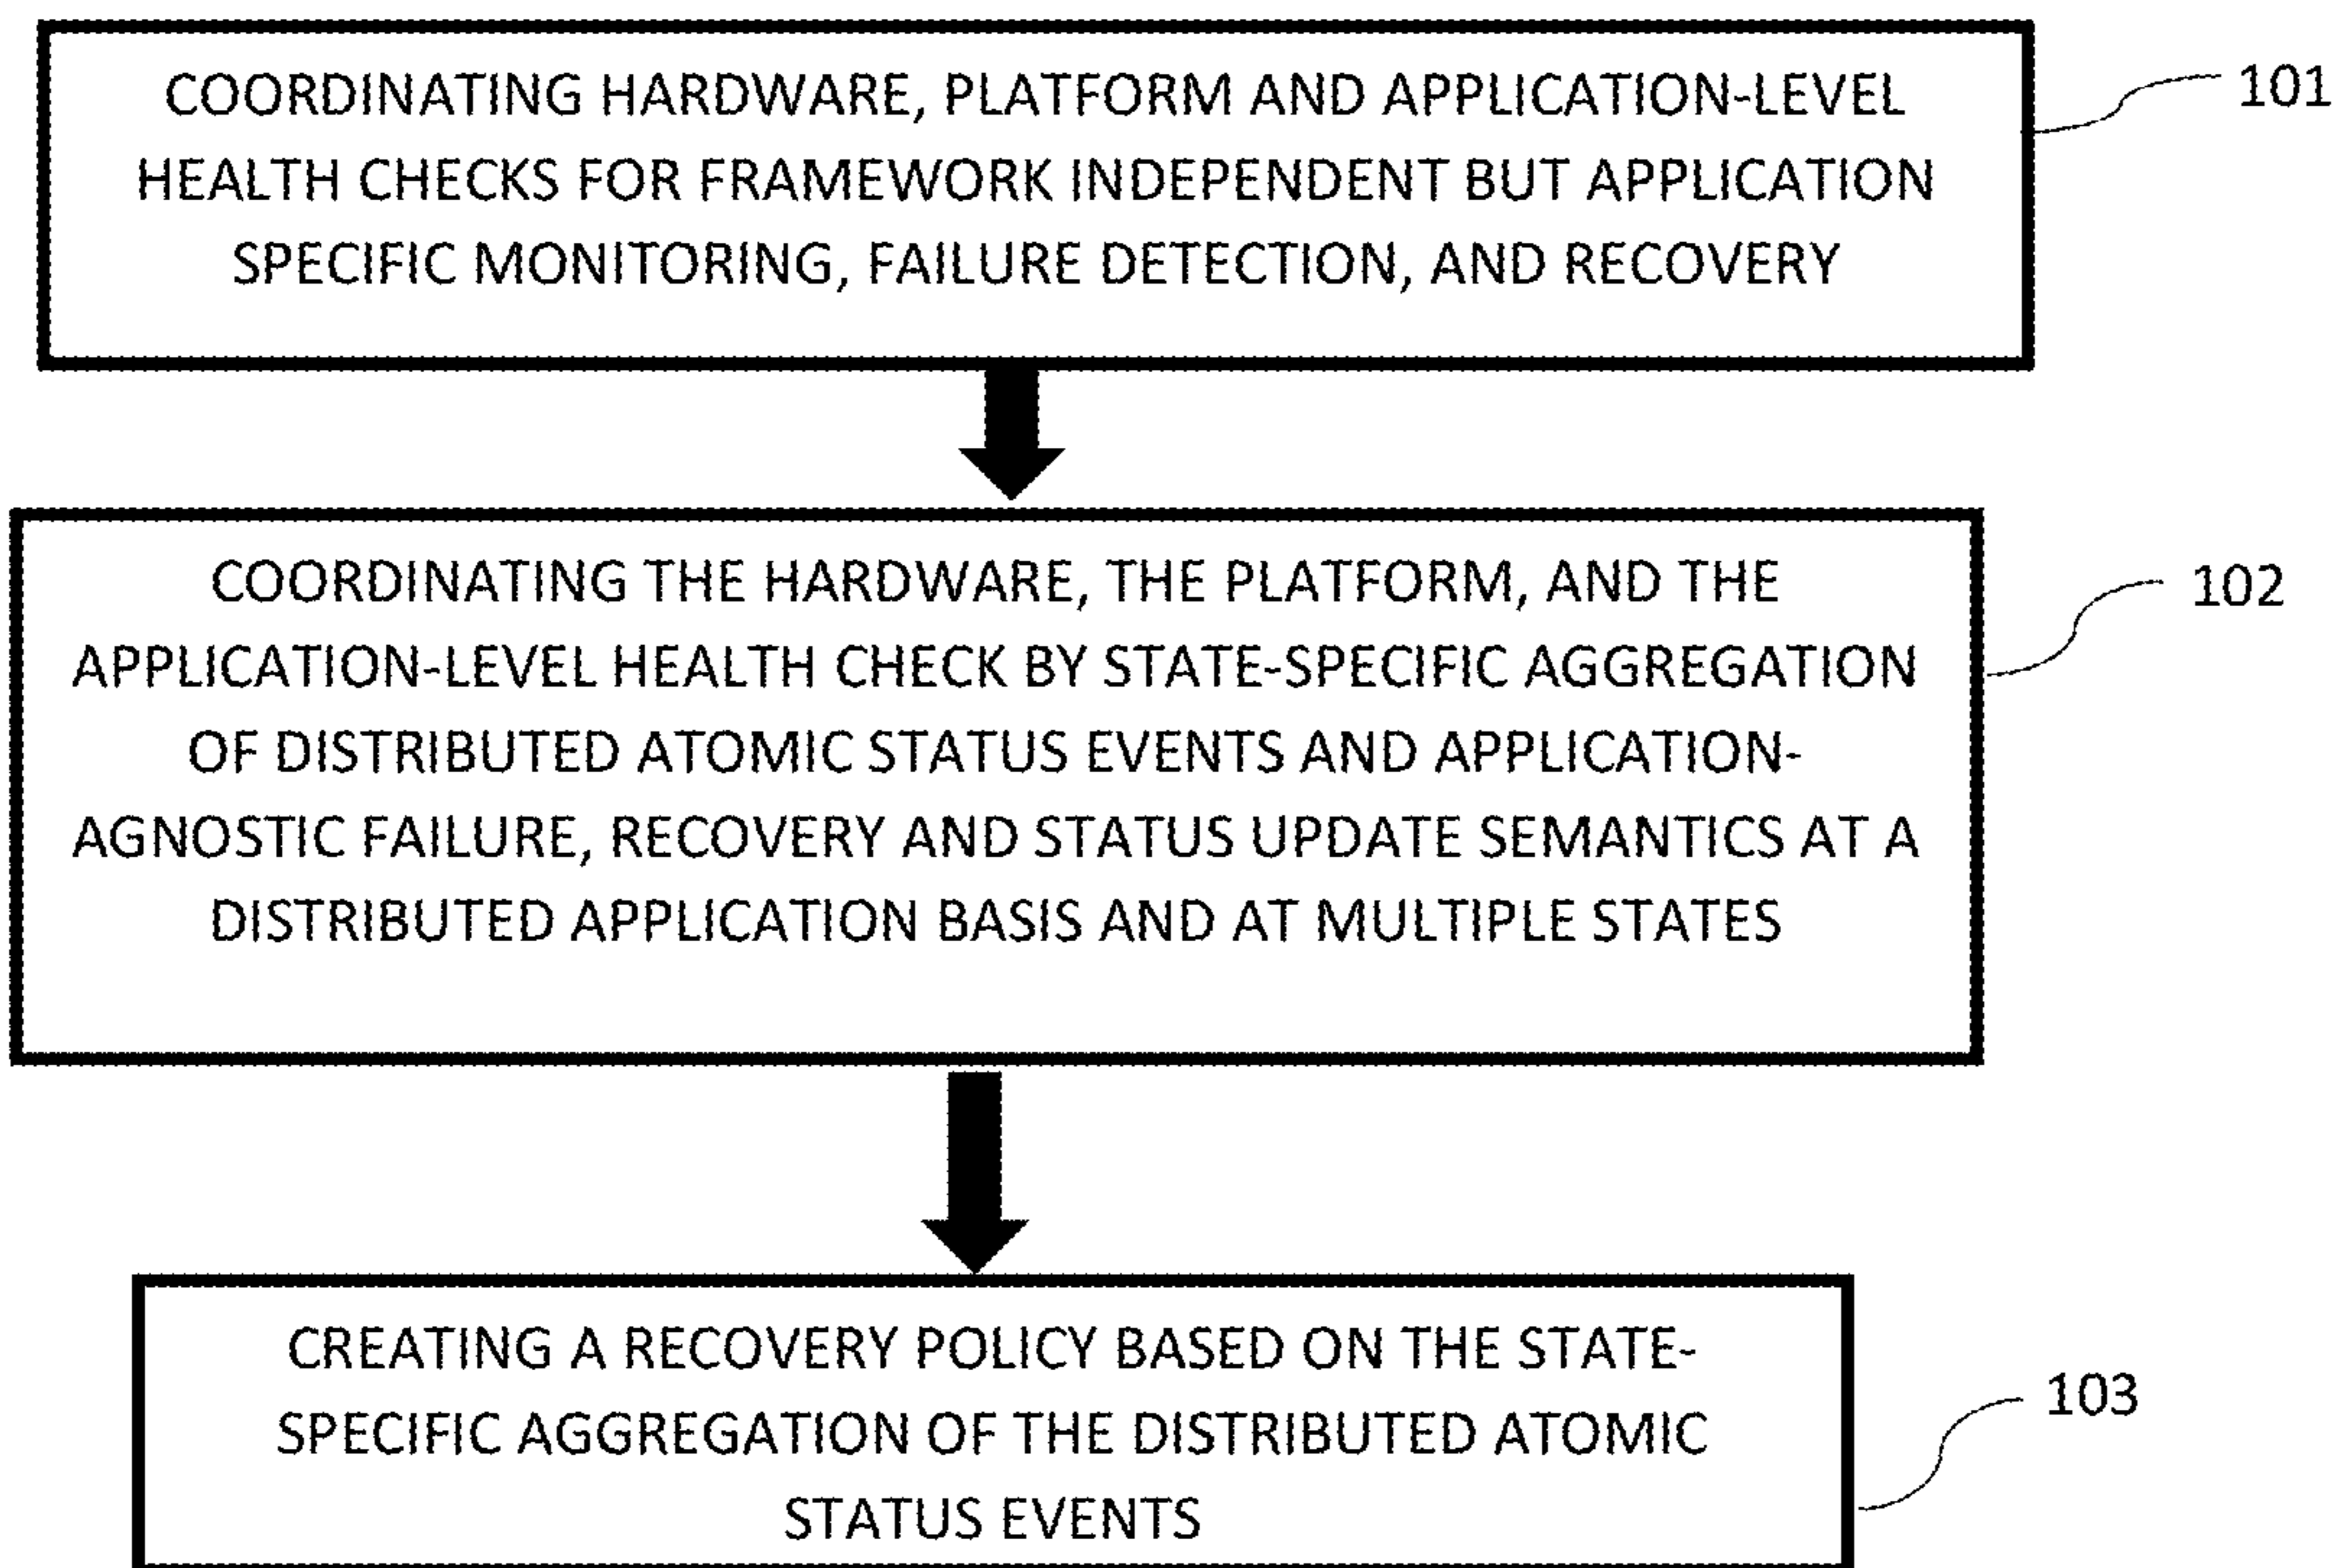 COORDINATING HARDWARE, PLATFORM AND APPLICATION-LEVEL
HEALTH CHECKS FOR FRAMEWORK INDEPENDENT BUT APPLICATION
SPECIFIC MONITORING, FAILURE DETECTION, AND RECOVERY
101
COORDINATING THE HARDWARE, THE PLATFORM, AND THE
APPLICATION-LEVEL HEALTH CHECK BY STATE-SPECIFIC AGGREGATION
OF DISTRIBUTED ATOMIC STATUS EVENTS AND APPLICATION-
AGNOSTIC FAILURE, RECOVERY AND STATUS UPDATE SEMANTICS AT A
DISTRIBUTED APPLICATION BASIS AND AT MULTIPLE STATES
102
CREATING A RECOVERY POLICY BASED ON THE STATE-
SPECIFIC AGGREGATION OF THE DISTRIBUTED ATOMIC
STATUS EVENTS
103